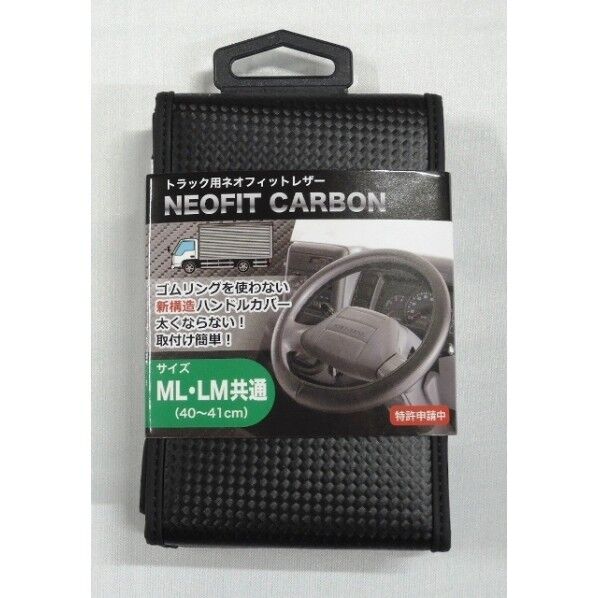 トラック用ネオフィットレザー
NEOFIT CARBON
ゴムリングを使わない
新構造ハンドルカバー
太くならない!
取付け簡単!
サイズ
ML・LM共通
(40〜41cm)
特許申請中